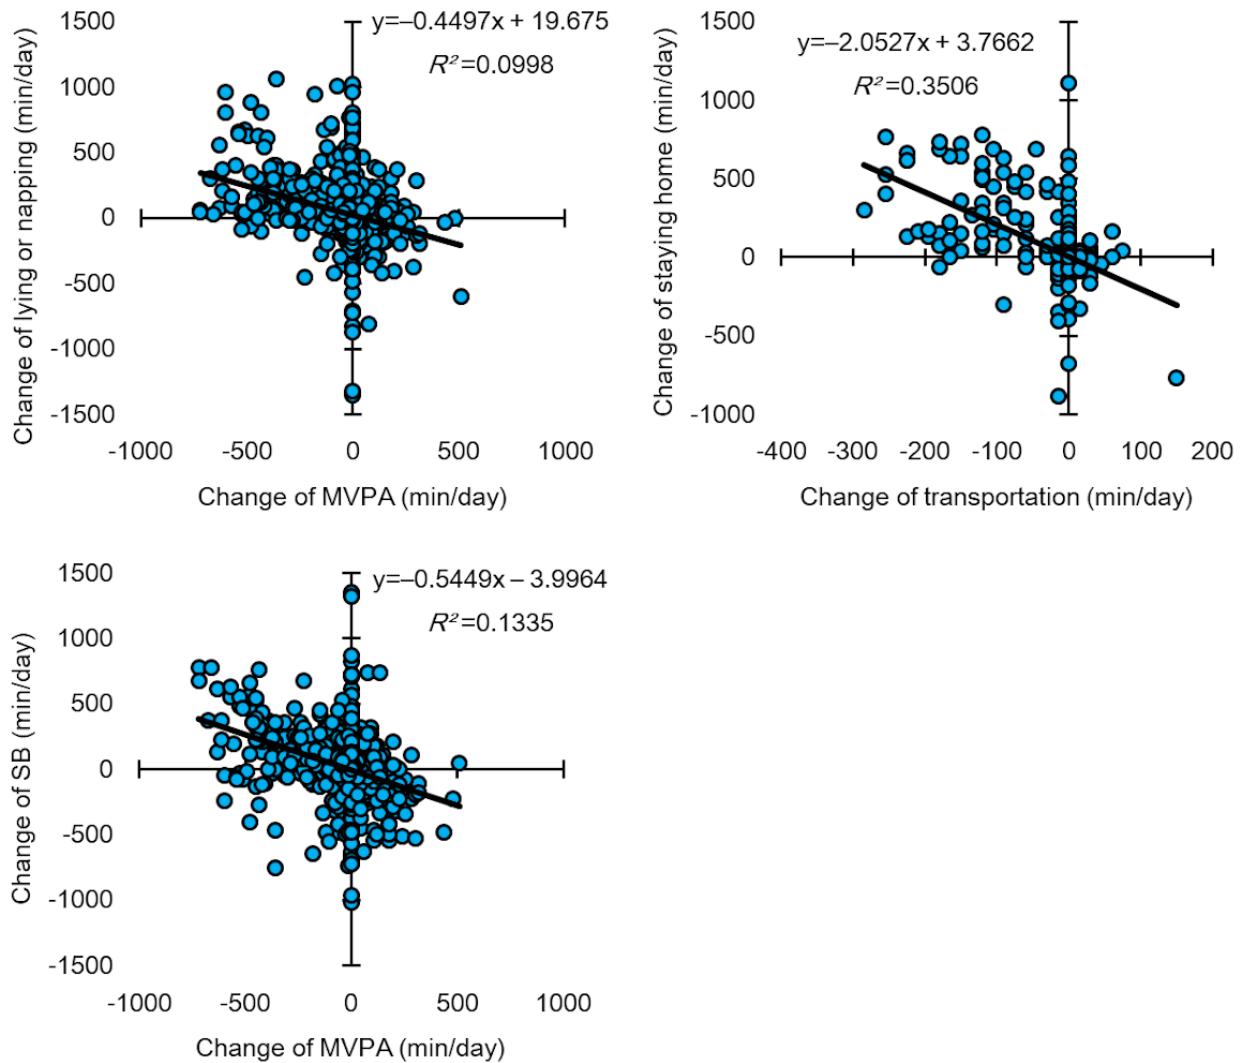 1500
y=–0.4497x + 19.675
R²=0.0998
1000
500
0
-500
-1000
-1500
-1000 -500 0 500 1000
Change of lying or napping (min/day)
Change of MVPA (min/day)
1500
y=–2.0527x + 3.7662
R²=0.3506
1000
500
0
-500
-1000
-400 -300 -200 -100 0 100 200
Change of staying home (min/day)
Change of transportation (min/day)
1500
y=–0.5449x – 3.9964
R²=0.1335
1000
500
0
-500
-1000
-1500
-1000 -500 0 500 1000
Change of SB (min/day)
Change of MVPA (min/day)